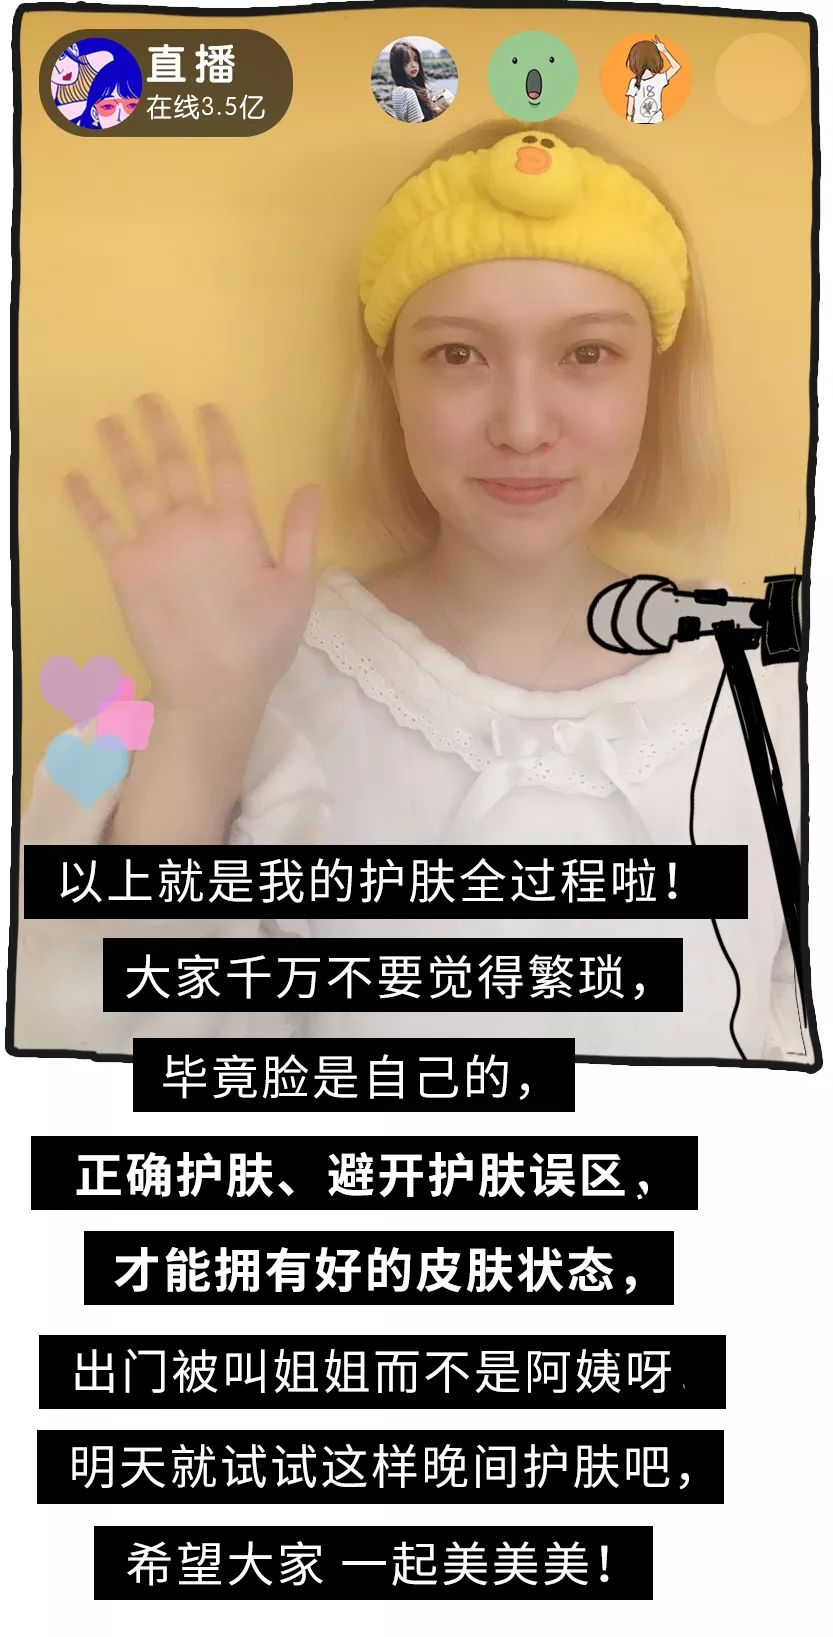 直播
在线3.5亿
18
以上就是我的护肤全过程啦！
大家千万不要觉得繁琐，
毕竟脸是自己的，
正确护肤、避开护肤误区，
才能拥有好的皮肤状态，
出门被叫姐姐而不是阿姨呀
明天就试试这样晚间护肤吧，
希望大家 一起美美美！